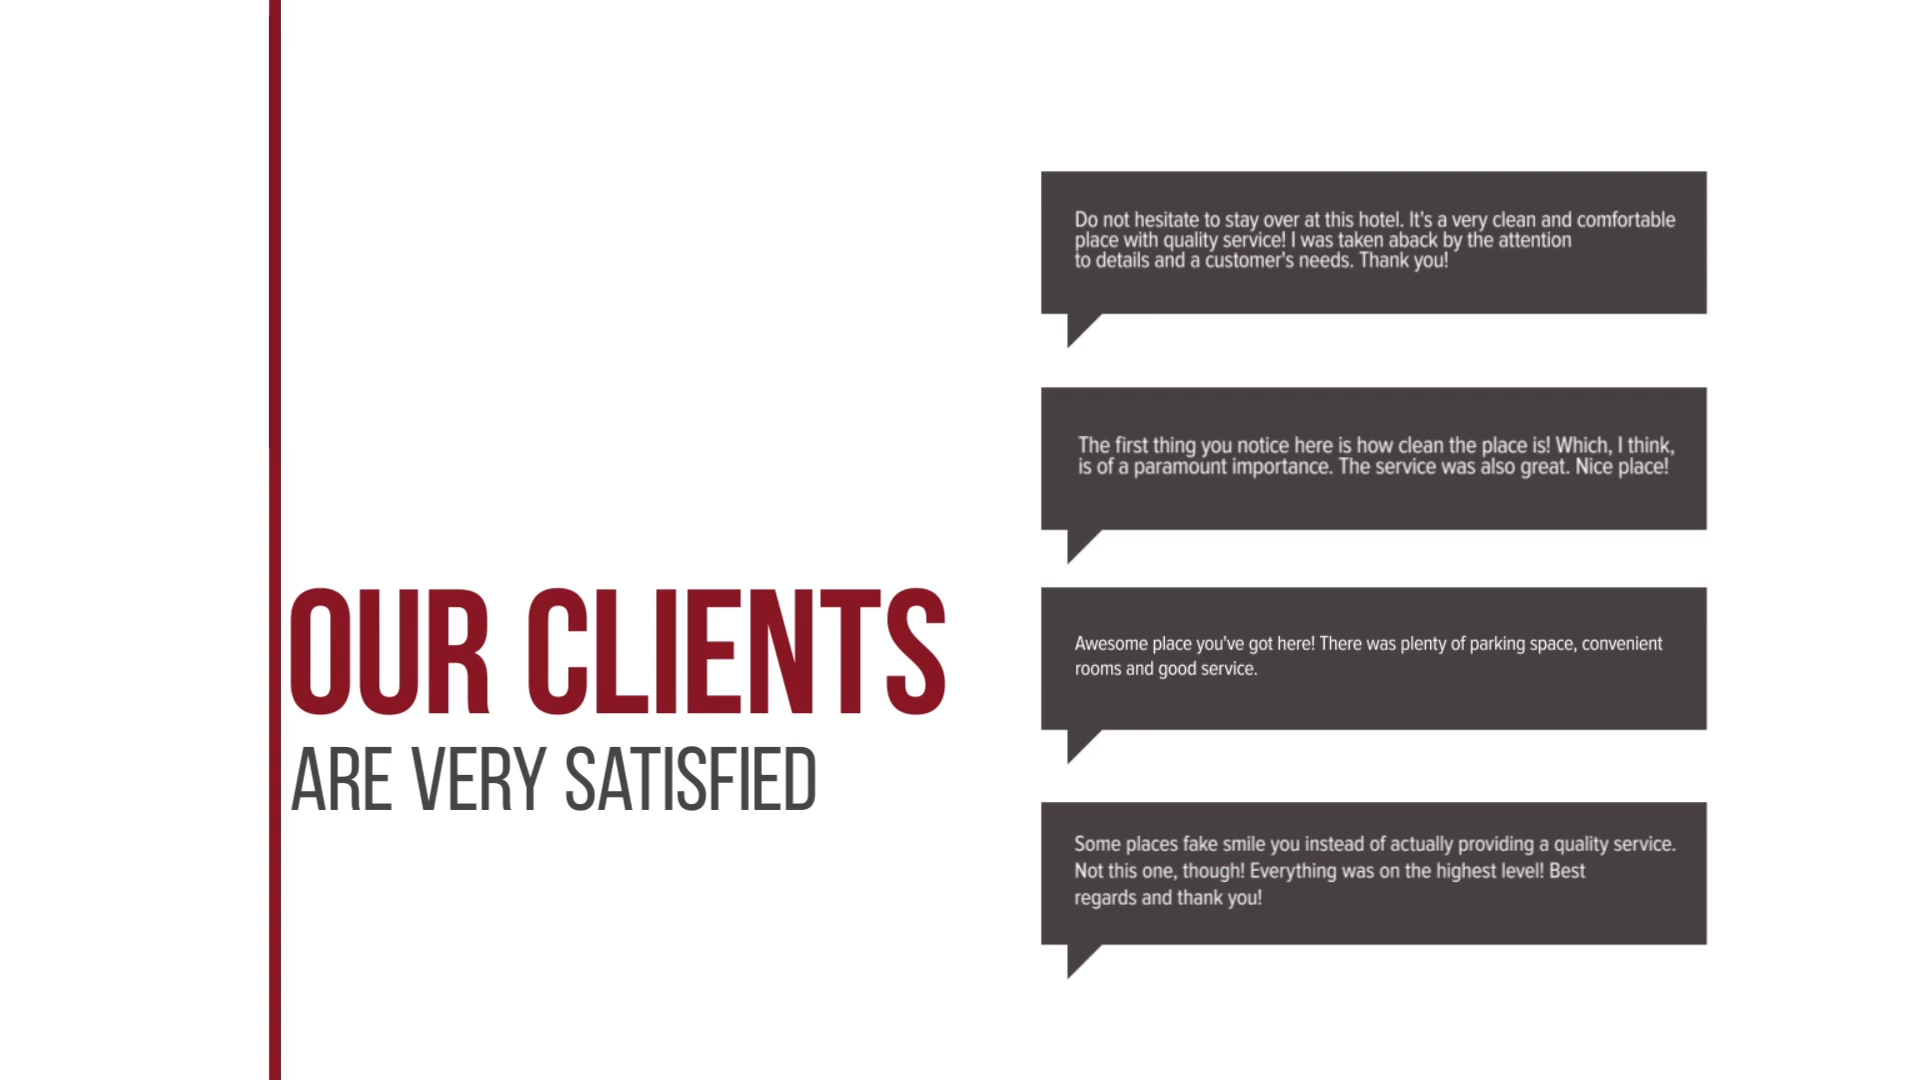 OUR CLIENTS
ARE VERY SATISFIED
Do not hesitate to stay over at this hotel. It's a very clean and comfortable
place with quality service! I was taken aback by the attention
to details and a customer's needs. Thank you!
The first thing you notice here is how clean the place is! Which, I think,
is of a paramount importance. The service was also great. Nice place!
Awesome place you've got here! There was plenty of parking space, convenient
rooms and good service.
Some places fake smile you instead of actually providing a quality service.
Not this one, though! Everything was on the highest level! Best
regards and thank you!